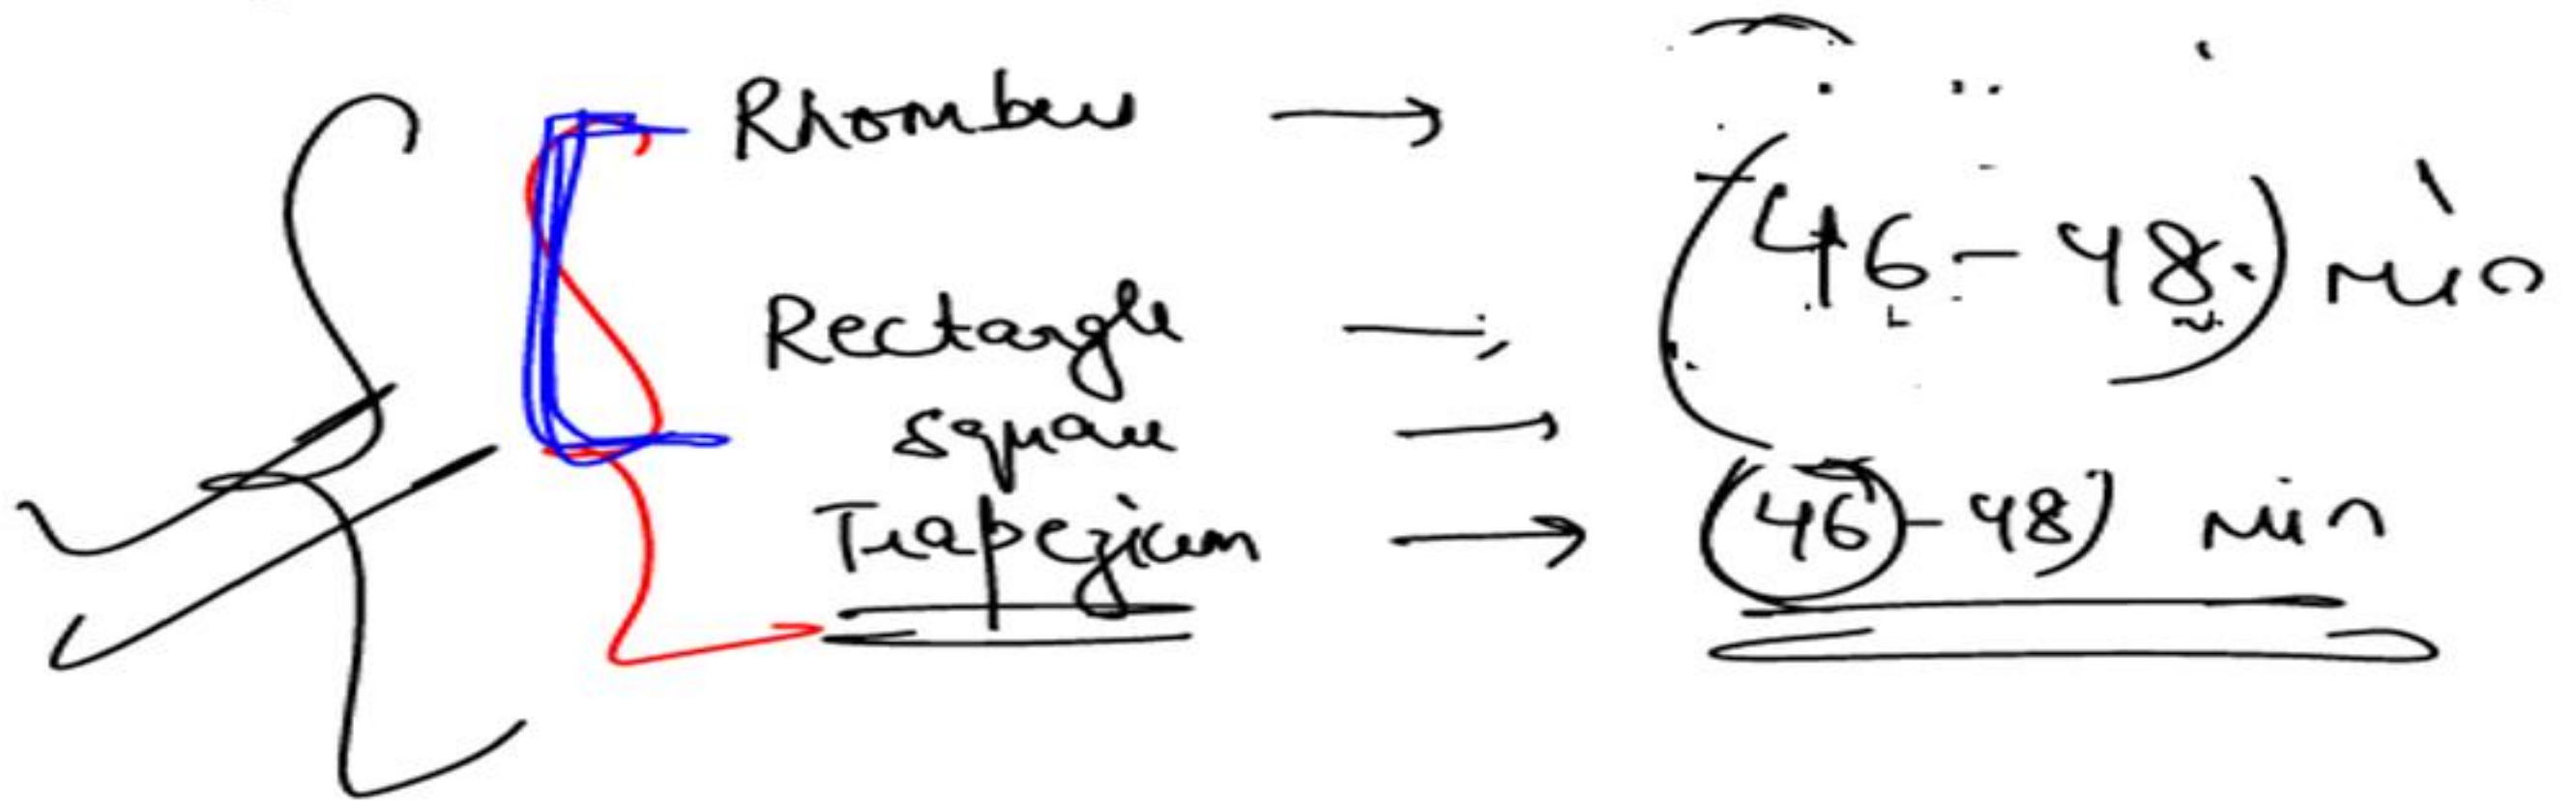 Rhombus →
(46-48) min
Rectangle →
Square →
Trapezium → (46-48) min